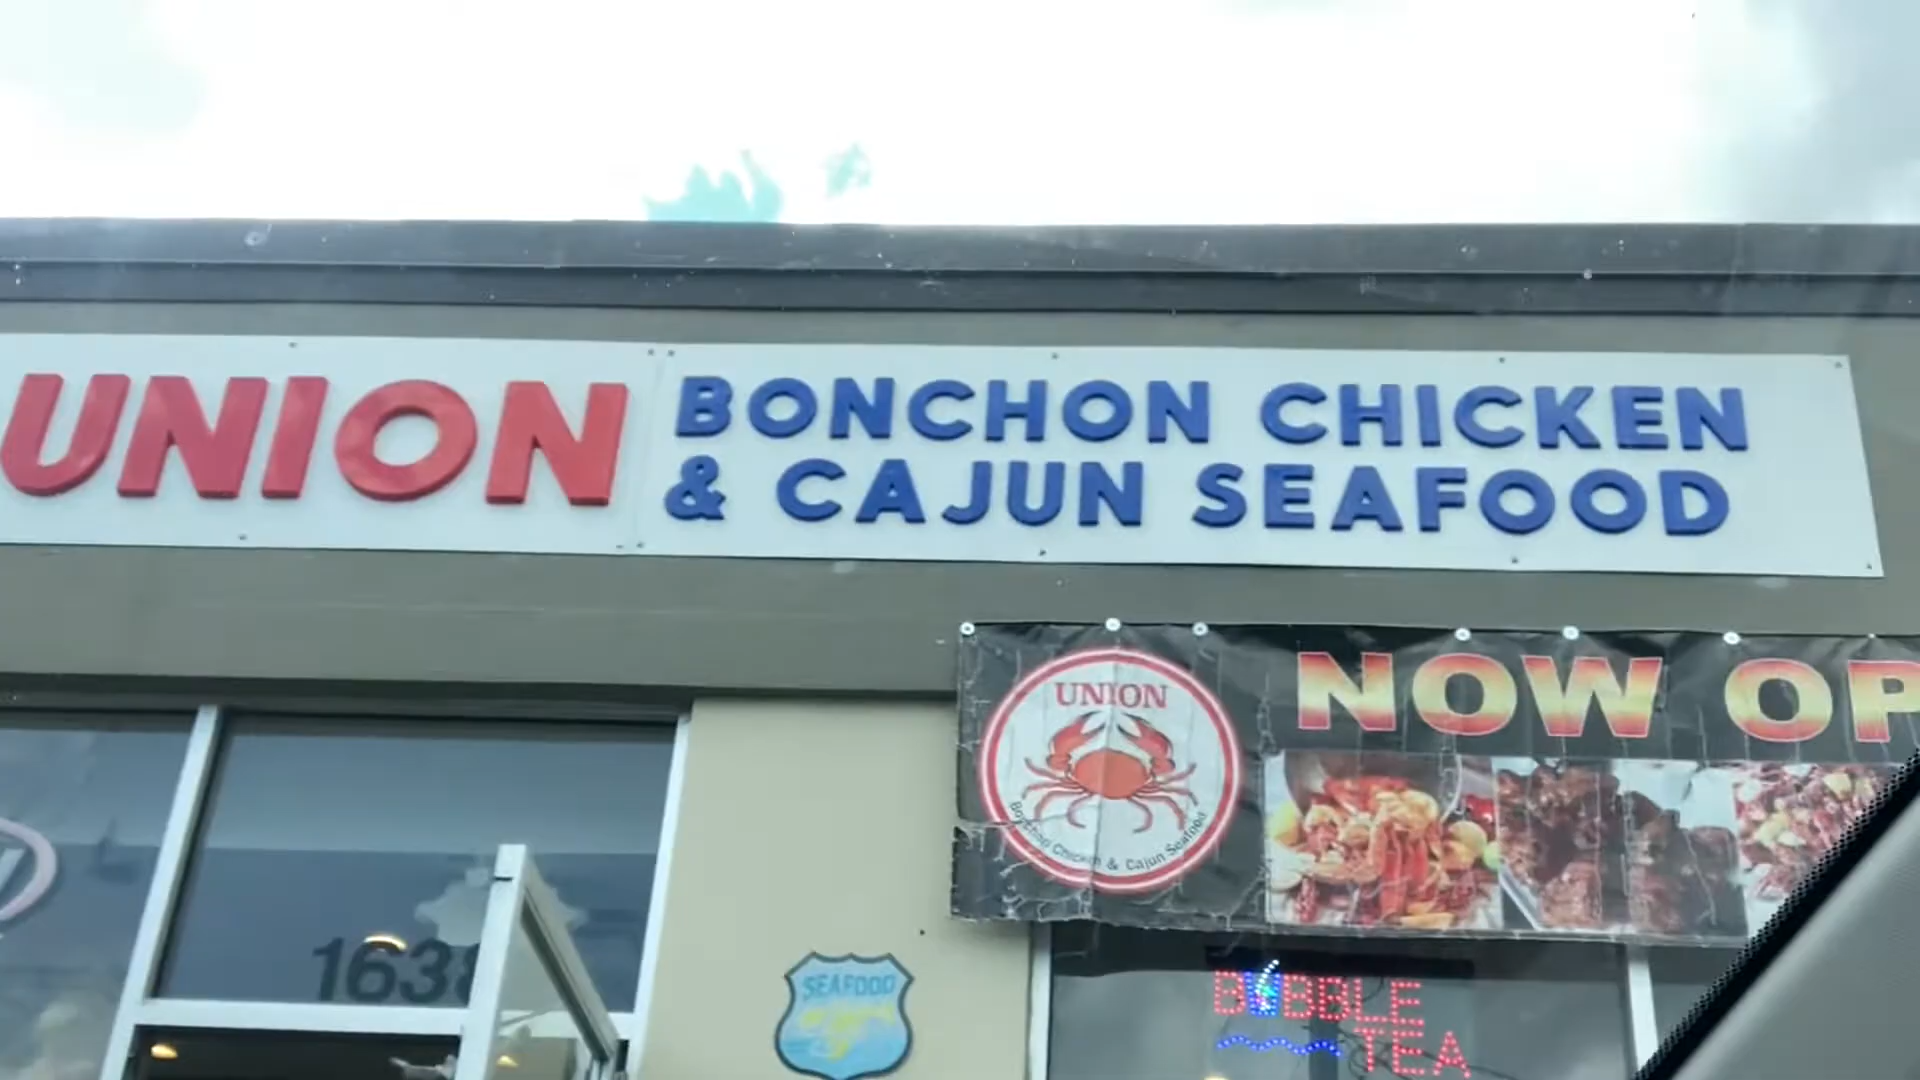 UNION
BONCHON CHICKEN
& CAJUN SEAFOOD
UNION
Bonchon Chicken & Cajun Seafood
NOW OP
1638
SEAFOOD
BUBBLE
TEA